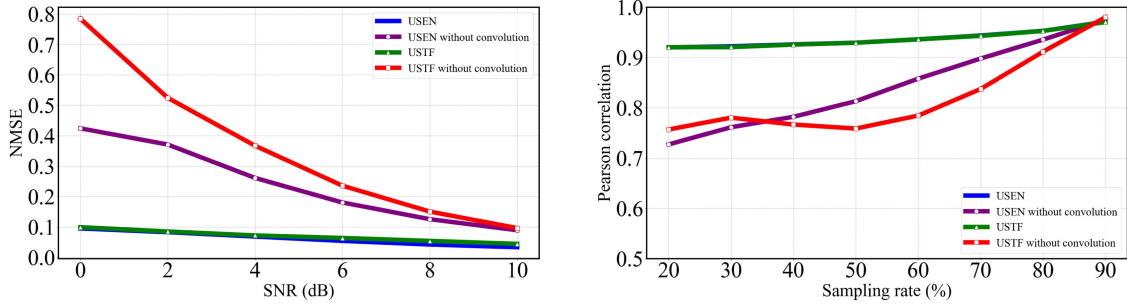 0.8
0.7
0.6
0.5
0.4
0.3
0.2
0.1
0.0
NMSE
0 2 4 6 8 10
SNR (dB)
USEN
USEN without convolution
USTF
USTF without convolution
1.0
0.9
0.8
0.7
0.6
0.5
Pearson correlation
20 30 40 50 60 70 80 90
Sampling rate (%)
USEN
USEN without convolution
USTF
USTF without convolution